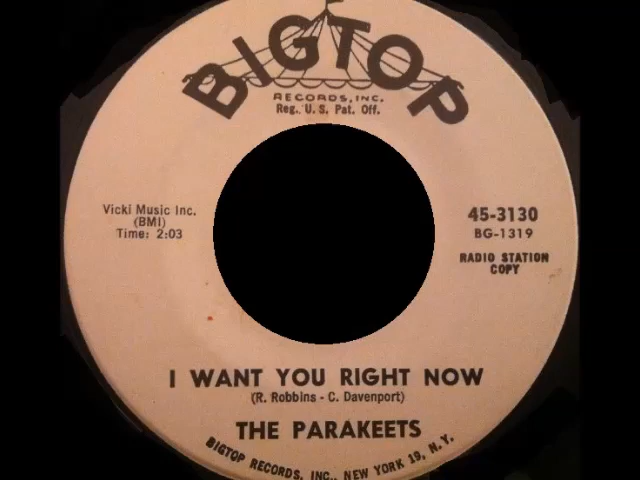 BIGTOP
RECORDS, INC.
Reg. U. S. Pat. Off.
Vicki Music Inc.
(BMI)
Time: 2:03
45-3130
BG-1319
RADIO STATION
COPY
I WANT YOU RIGHT NOW
(R. Robbins - C. Davenport)
THE PARAKEETS
BIGTOP RECORDS, INC., NEW YORK 19, N. Y.